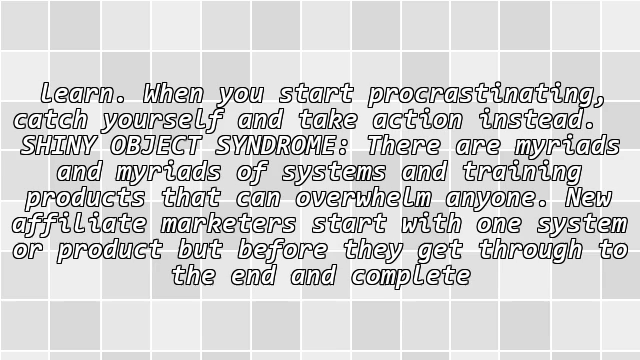 learn. When you start procrastinating,
catch yourself and take action instead.
SHINY OBJECT SYNDROME: There are myriads
and myriads of systems and training
products that can overwhelm anyone. New
affiliate marketers start with one system
or product but before they get through to
the end and complete